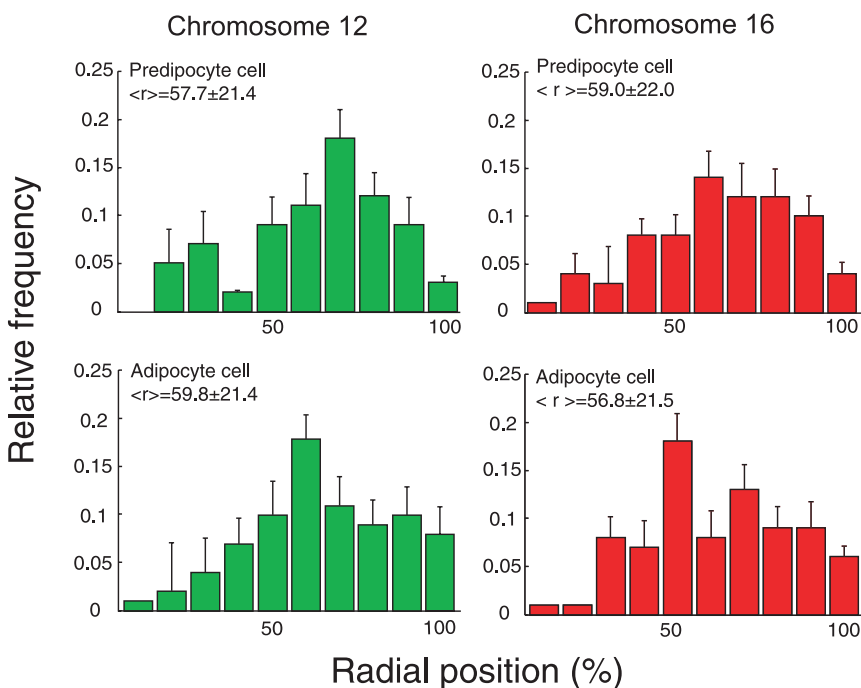 Chromosome 12
Chromosome 16
Relative frequency
Predipocyte cell
<r>=57.7±21.4
0.25
0.2
0.15
0.1
0.05
0
50
100
Predipocyte cell
< r >=59.0±22.0
0.25
0.2
0.15
0.1
0.05
0
50
100
Adipocyte cell
<r>=59.8±21.4
0.25
0.2
0.15
0.1
0.05
0
50
100
Adipocyte cell
< r >=56.8±21.5
0.25
0.2
0.15
0.1
0.05
0
50
100
Radial position (%)